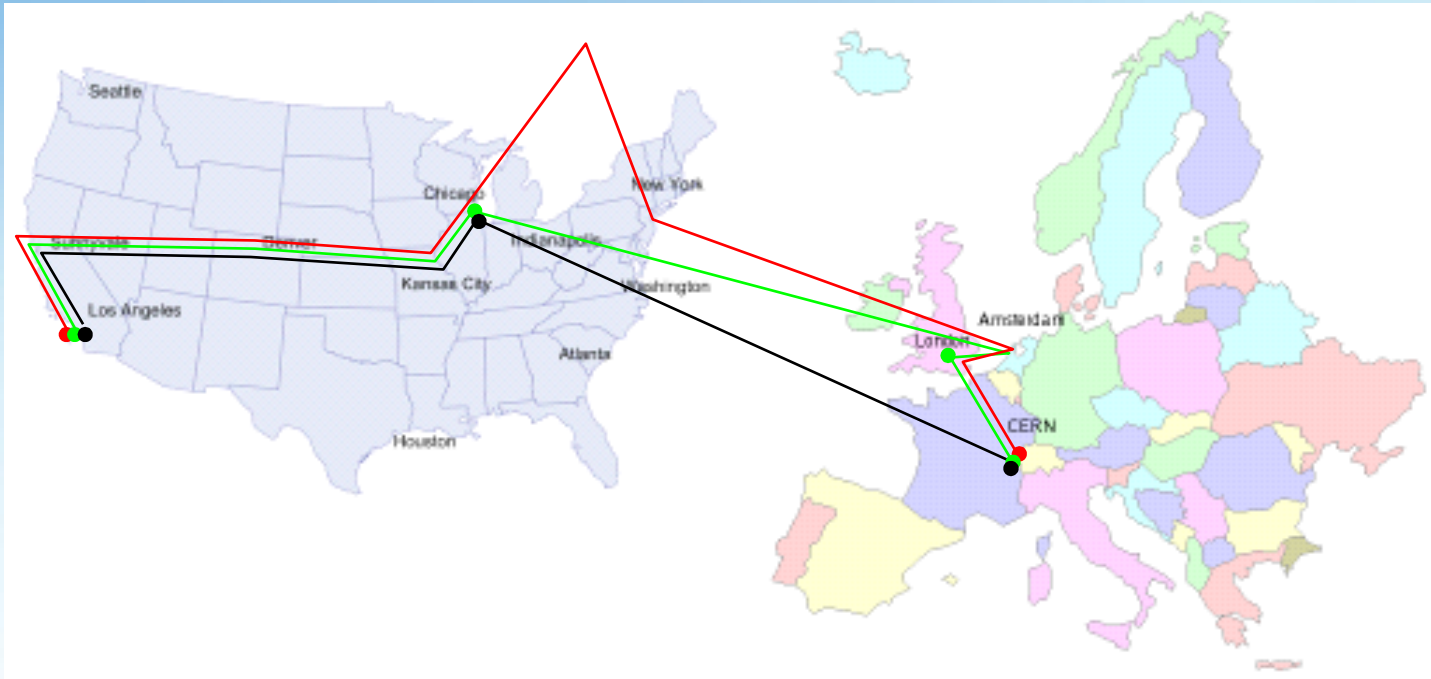 Seattle
Chicago
New York
Sunnyvale
Denver
Indianapolis
Kansas City
Washington
Los Angeles
Atlanta
Houston
Amsterdam
London
CERN